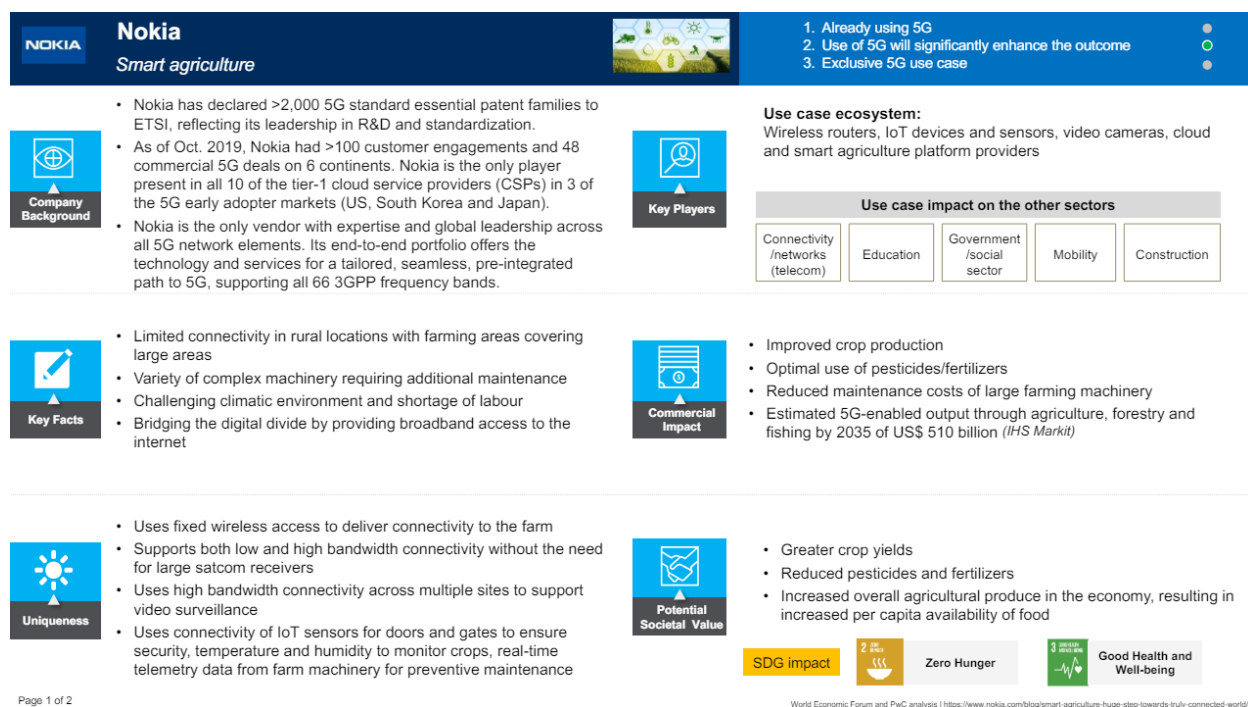 NOKIA
Nokia
Smart agriculture
1. Already using 5G
2. Use of 5G will significantly enhance the outcome
3. Exclusive 5G use case
Company
Background
• Nokia has declared >2,000 5G standard essential patent families to
ETSI, reflecting its leadership in R&D and standardization.
• As of Oct. 2019, Nokia had >100 customer engagements and 48
commercial 5G deals on 6 continents. Nokia is the only player
present in all 10 of the tier-1 cloud service providers (CSPs) in 3 of
the 5G early adopter markets (US, South Korea and Japan).
• Nokia is the only vendor with expertise and global leadership across
all 5G network elements. Its end-to-end portfolio offers the
technology and services for a tailored, seamless, pre-integrated
path to 5G, supporting all 66 3GPP frequency bands.
Key Players
Use case ecosystem:
Wireless routers, IoT devices and sensors, video cameras, cloud
and smart agriculture platform providers
Use case impact on the other sectors
Connectivity
/networks
(telecom)
Education
Government
/social
sector
Mobility
Construction
Key Facts
• Limited connectivity in rural locations with farming areas covering
large areas
• Variety of complex machinery requiring additional maintenance
• Challenging climatic environment and shortage of labour
• Bridging the digital divide by providing broadband access to the
internet
Commercial
Impact
• Improved crop production
• Optimal use of pesticides/fertilizers
• Reduced maintenance costs of large farming machinery
• Estimated 5G-enabled output through agriculture, forestry and
fishing by 2035 of US$ 510 billion (IHS Markit)
Uniqueness
• Uses fixed wireless access to deliver connectivity to the farm
• Supports both low and high bandwidth connectivity without the need
for large satcom receivers
• Uses high bandwidth connectivity across multiple sites to support
video surveillance
• Uses connectivity of IoT sensors for doors and gates to ensure
security, temperature and humidity to monitor crops, real-time
telemetry data from farm machinery for preventive maintenance
Potential
Societal Value
• Greater crop yields
• Reduced pesticides and fertilizers
• Increased overall agricultural produce in the economy, resulting in
increased per capita availability of food
SDG impact
2 ZERO
HUNGER
Zero Hunger
3 GOOD HEALTH
AND WELL-BEING
Good Health and
Well-being
Page 1 of 2
World Economic Forum and PwC analysis | https://www.nokia.com/blog/smart-agriculture-huge-step-towards-truly-connected-world/